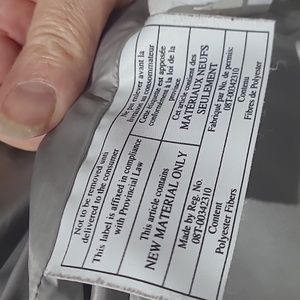 Not to be removed until
delivered to the consumer
This label is affixed in compliance
with Provincial Law
This article contains
NEW MATERIAL ONLY
Made by Reg. No.
08T-00342310
Content
Polyester Fibers
Ne pas enlever avant la
livraison au consommateur
Cette étiquette est apposée
conformément à la loi de la
province
Cet article contient des
MATÉRIAUX NEUFS
SEULEMENT
Fabriqué par No. de permis:
08T-00342310
Contenu
Fibres de Polyester